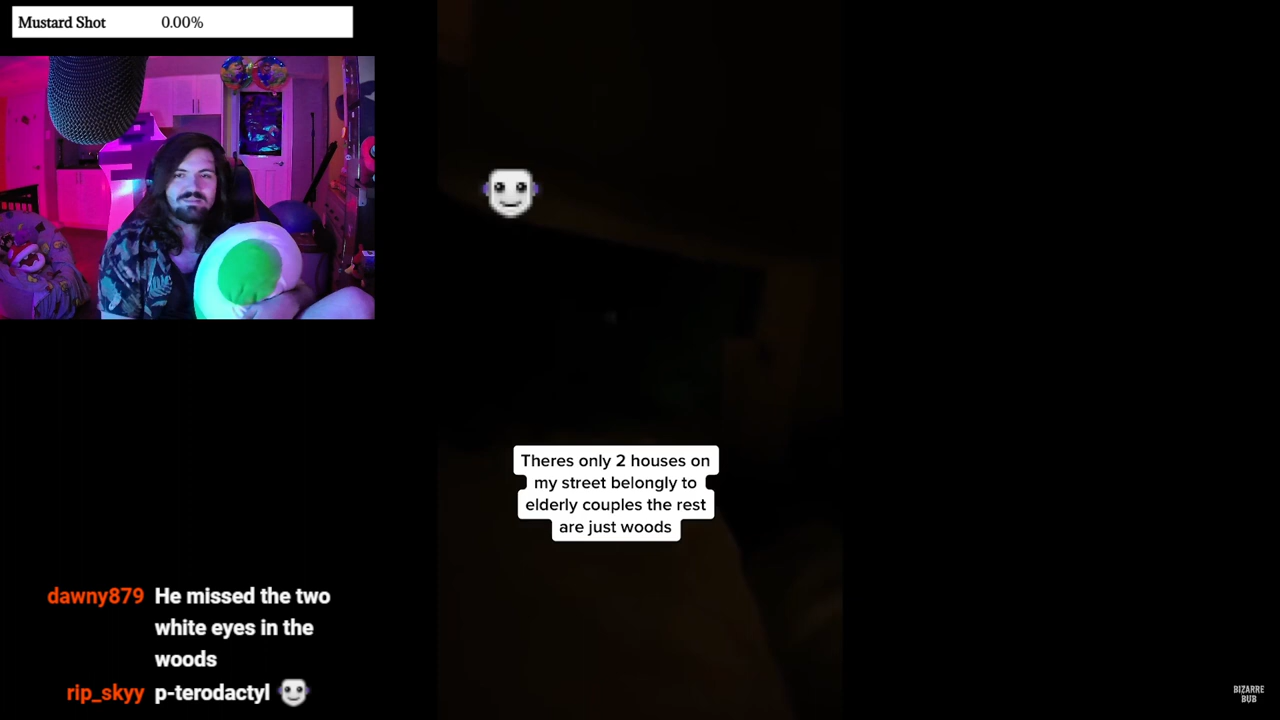 Mustard Shot 0.00%
Theres only 2 houses on
my street belongly to
elderly couples the rest
are just woods
dawny879 He missed the two
white eyes in the
woods
rip_skyy p-terodactyl
BIZARRE
BUB